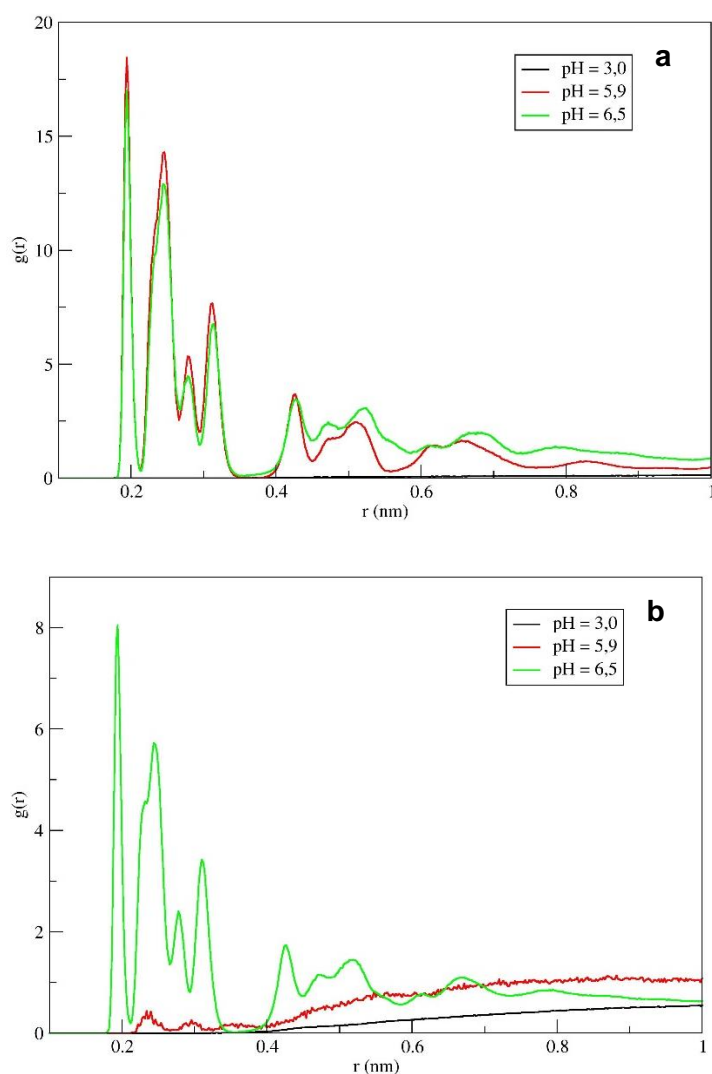 a
20
15
10
5
0
g(r)
pH = 3,0
pH = 5,9
pH = 6,5
0.2 0.4 0.6 0.8 1
r (nm)
b
8
6
4
2
0
g(r)
pH = 3,0
pH = 5,9
pH = 6,5
0.2 0.4 0.6 0.8 1
r (nm)